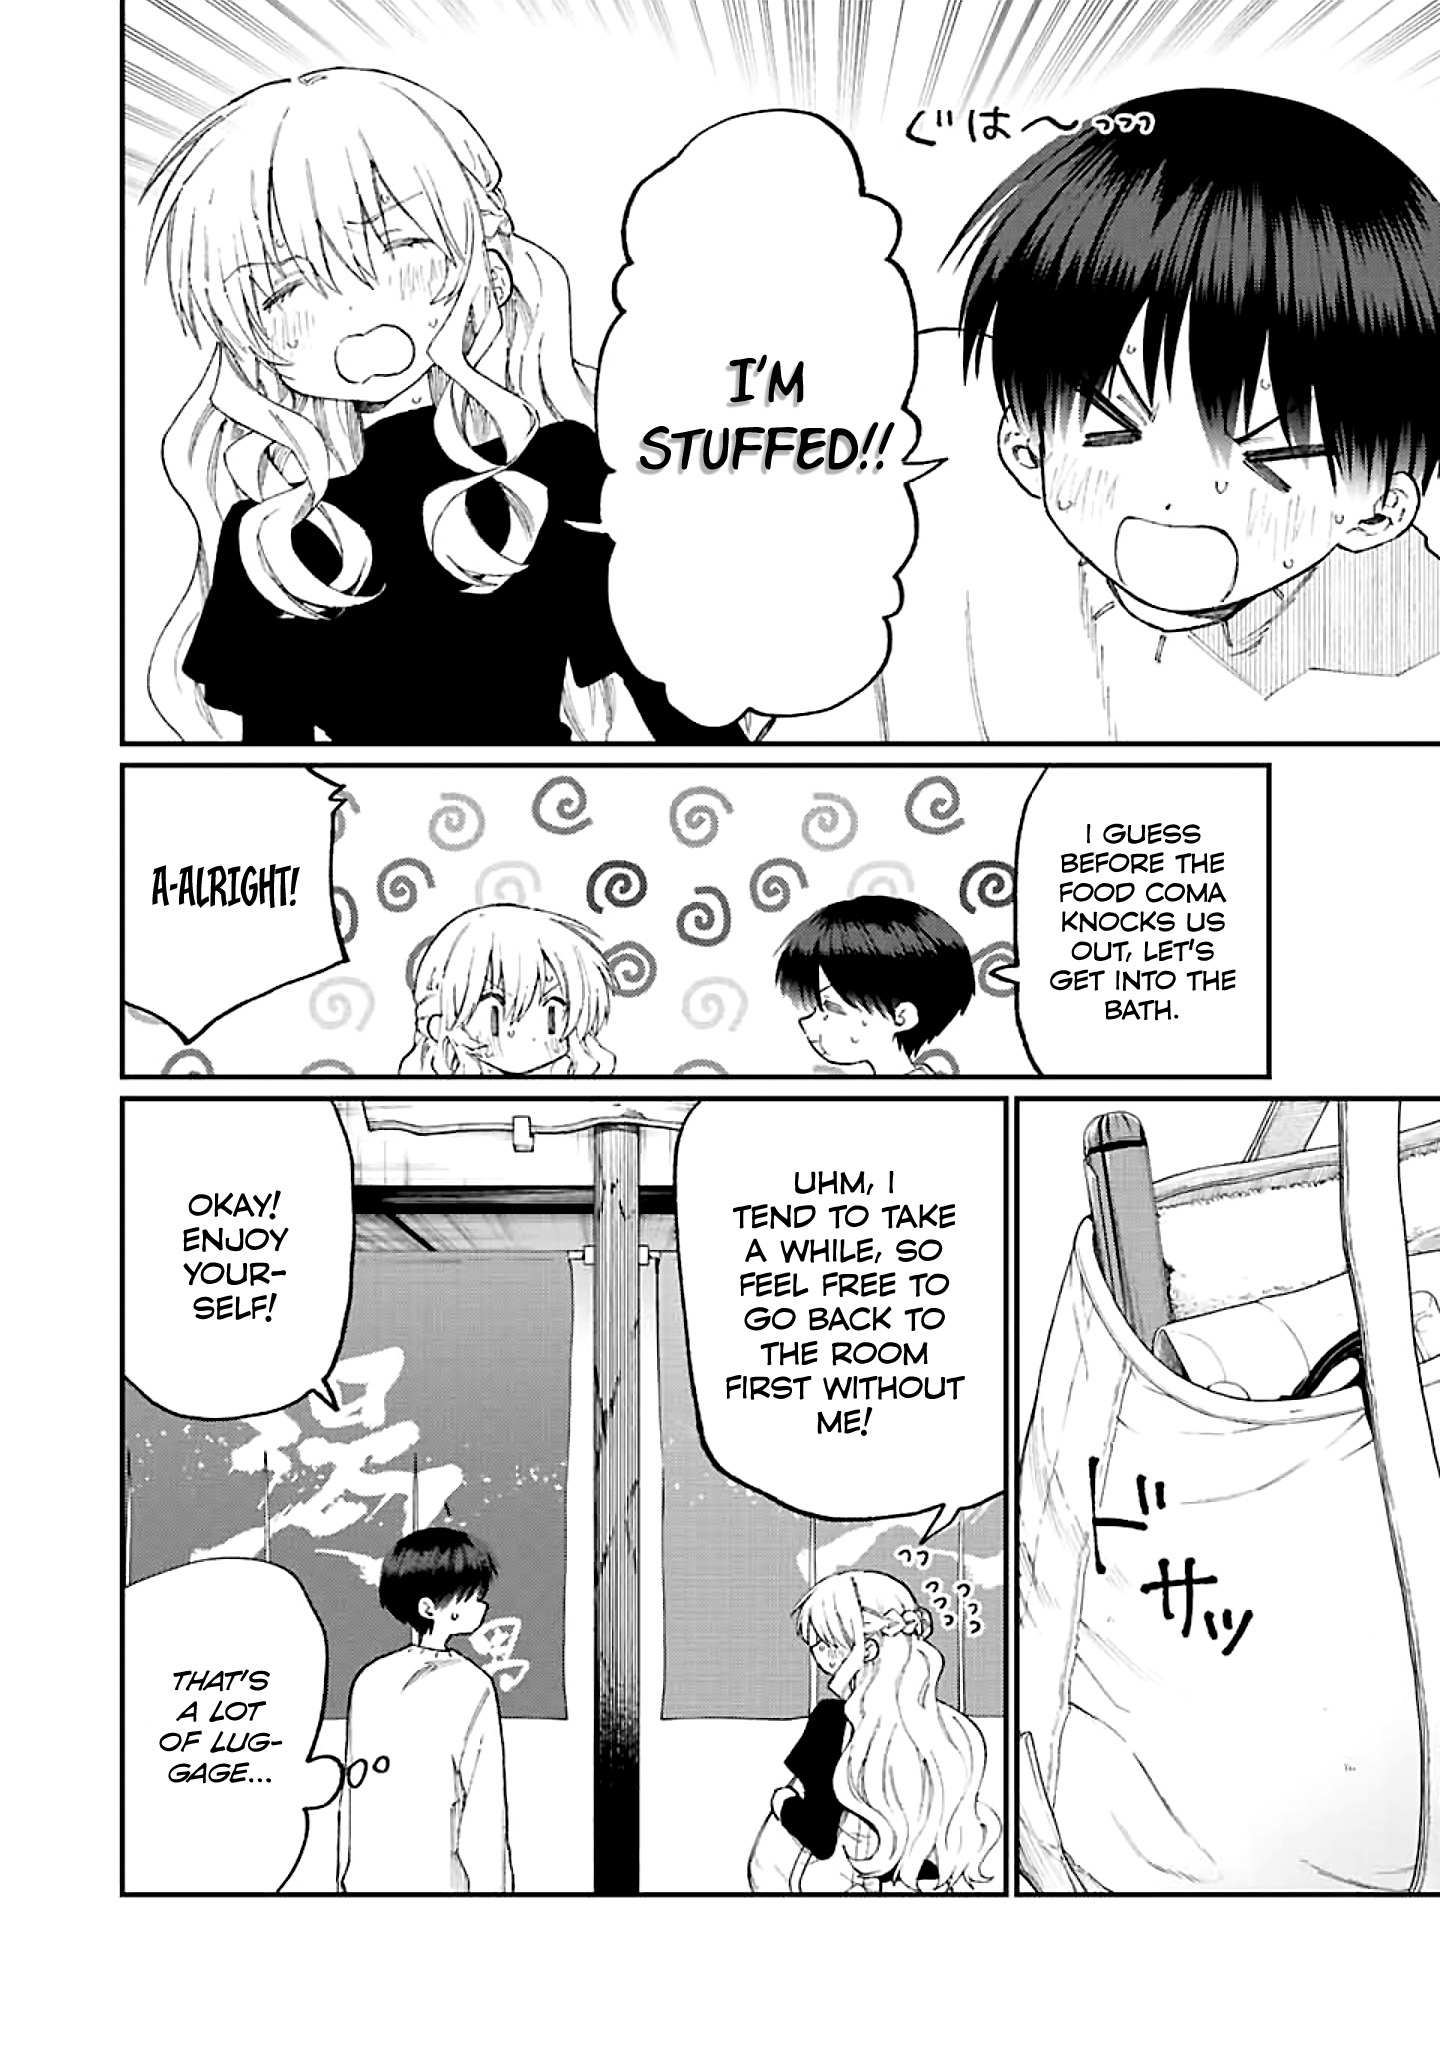 ぐは～っっっ
I'M
STUFFED!!
I GUESS
BEFORE THE
FOOD COMA
KNOCKS US
OUT, LET'S
GET INTO THE
BATH.
A-ALRIGHT!
ドサッ
UHM, I
TEND TO TAKE
A WHILE, SO
FEEL FREE TO
GO BACK TO
THE ROOM
FIRST WITHOUT
ME!
OKAY!
ENJOY
YOUR-
SELF!
湯
男
THAT'S
A LOT
OF LUG-
GAGE...